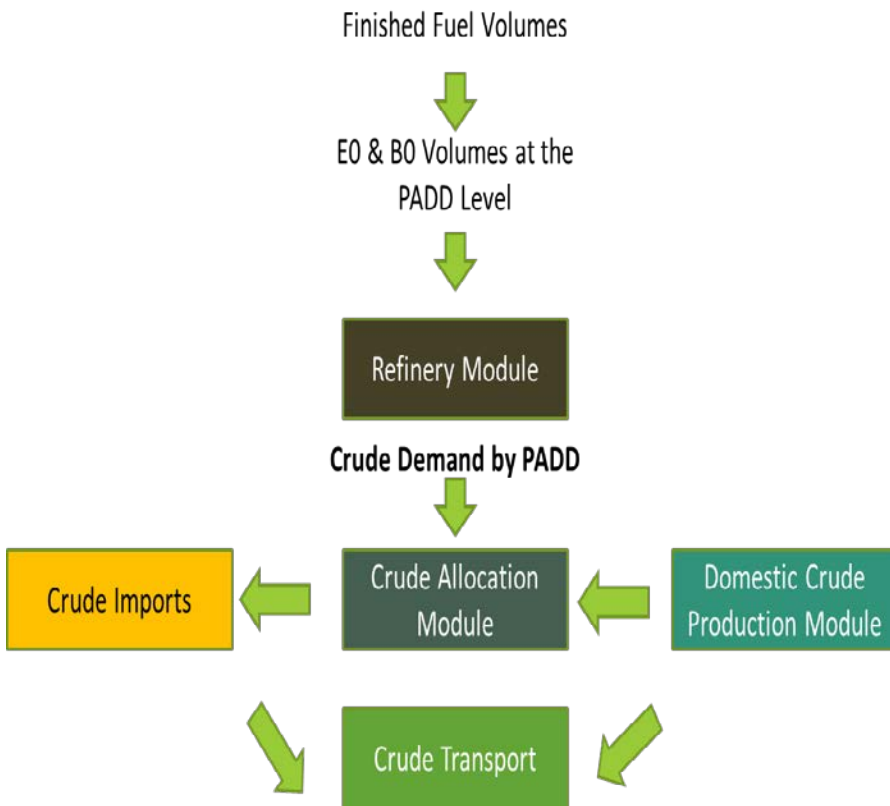 Finished Fuel Volumes
E0 & B0 Volumes at the
PADD Level
Refinery Module
Crude Demand by PADD
Crude Imports
Crude Allocation
Module
Domestic Crude
Production Module
Crude Transport